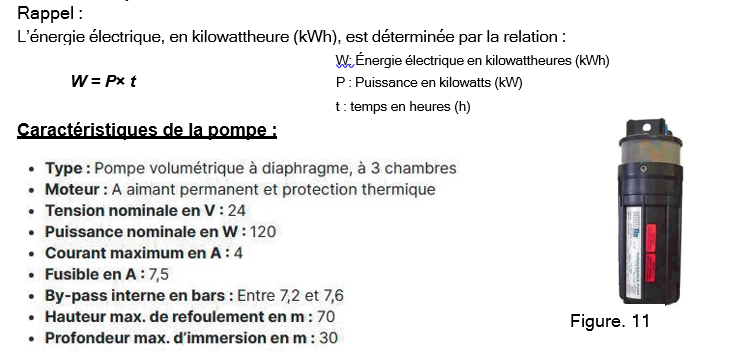 Rappel :
L’énergie électrique, en kilowattheure (kWh), est déterminée par la relation :
W: Énergie électrique en kilowattheures (kWh)
W = P× t
P : Puissance en kilowatts (kW)
t : temps en heures (h)
Caractéristiques de la pompe :
• Type : Pompe volumétrique à diaphragme, à 3 chambres
• Moteur : A aimant permanent et protection thermique
• Tension nominale en V : 24
• Puissance nominale en W : 120
• Courant maximum en A : 4
• Fusible en A : 7,5
• By-pass interne en bars : Entre 7,2 et 7,6
• Hauteur max. de refoulement en m : 70
• Profondeur max. d’immersion en m : 30
Figure. 11